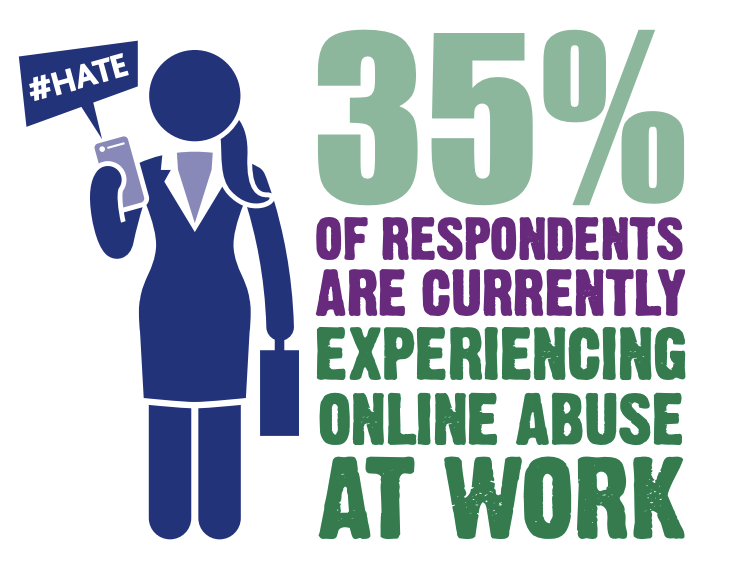 #HATE
35%
OF RESPONDENTS
ARE CURRENTLY
EXPERIENCING
ONLINE ABUSE
AT WORK